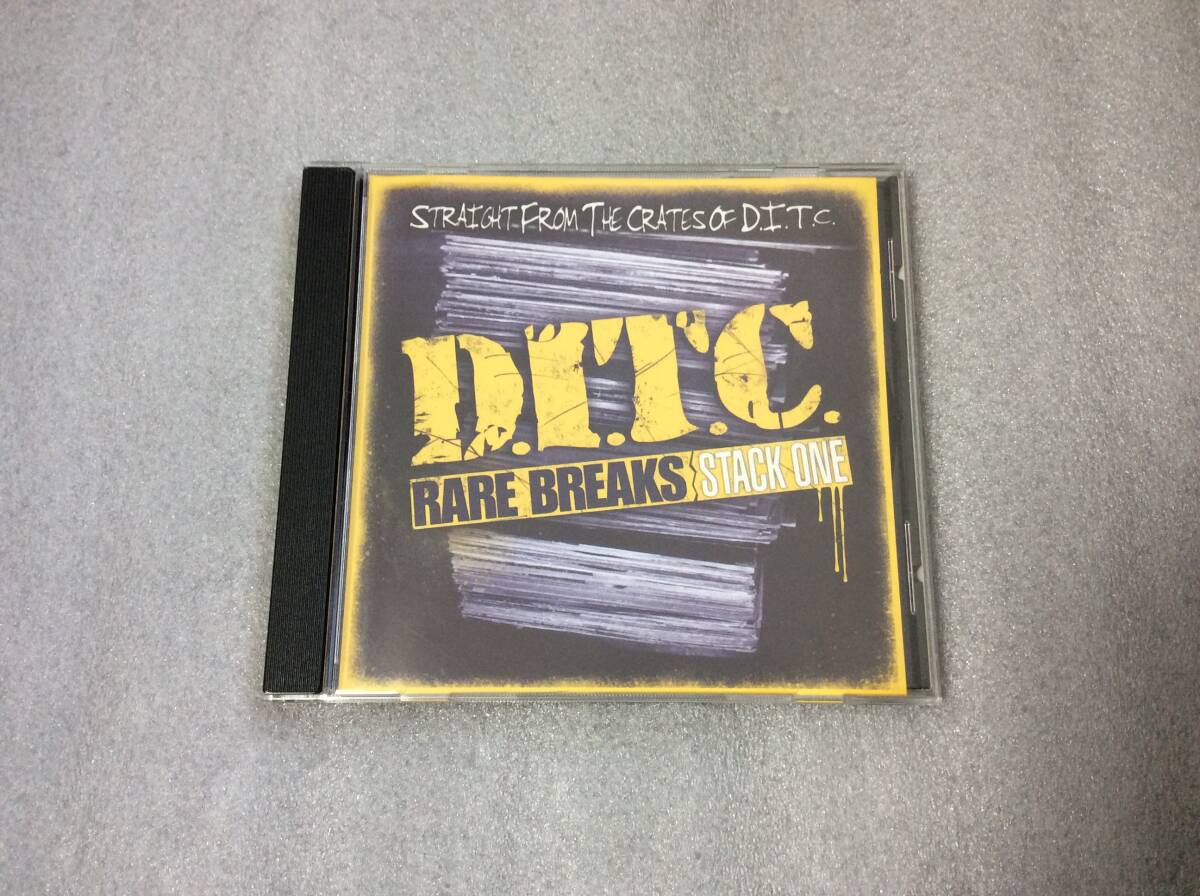 STRAIGHT FROM THE CRATES OF D.I.T.C.
D.I.T.C.
RARE BREAKS STACK ONE